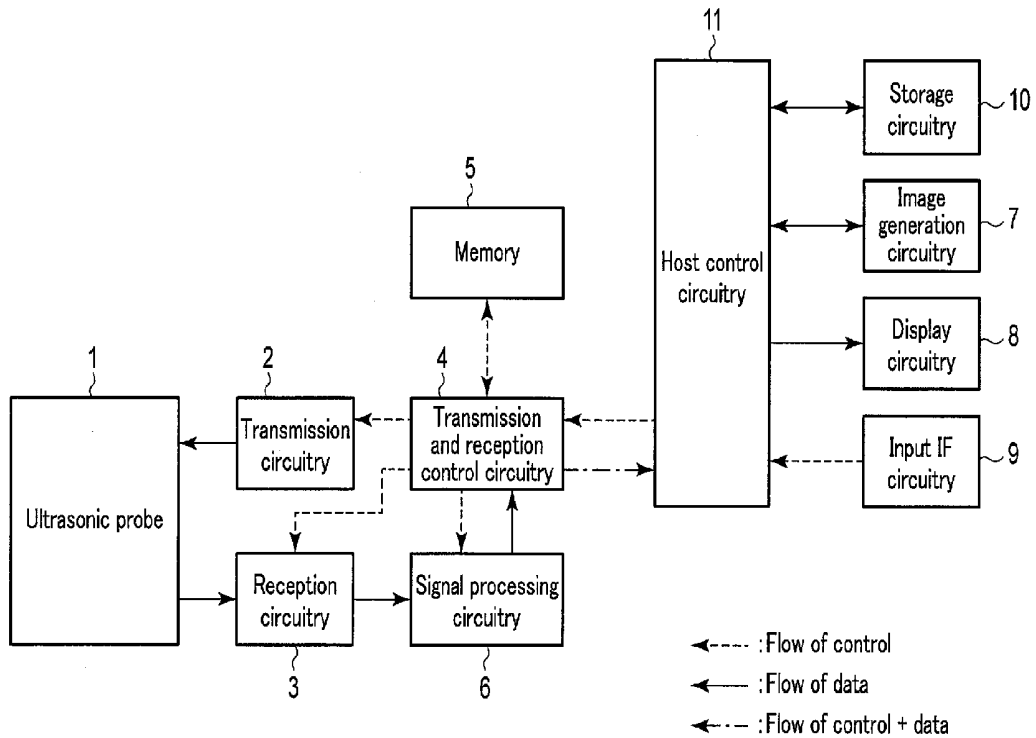 11
Storage
circuitry
10
5
Memory
Image
generation
circuitry
7
Host control
circuitry
Display
circuitry
8
1
2
4
Transmission
circuitry
Transmission
and reception
control circuitry
Input IF
circuitry
9
Ultrasonic probe
Reception
circuitry
Signal processing
circuitry
3
6
:Flow of control
:Flow of data
:Flow of control + data